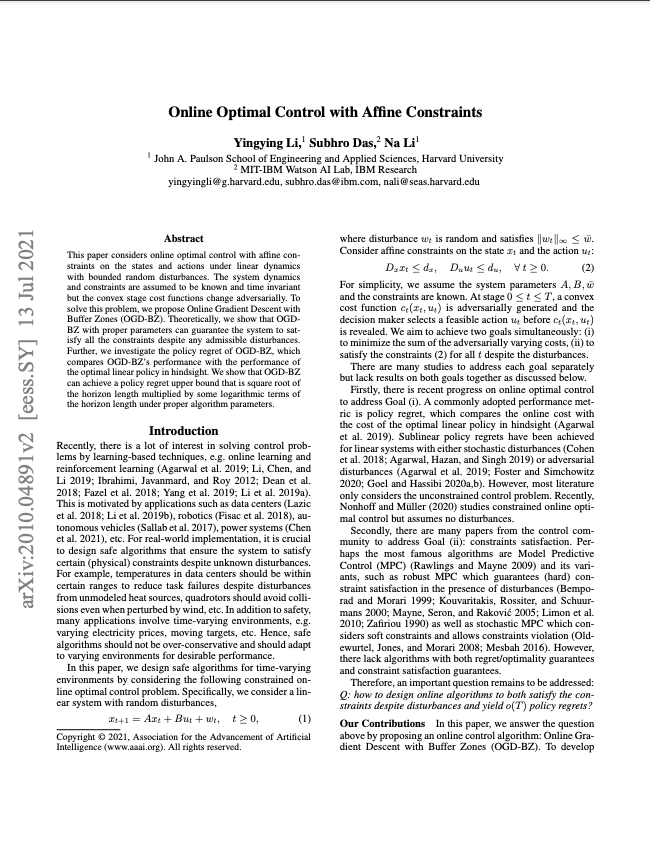 Online Optimal Control with Affine Constraints
Yingying Li,1 Subhro Das,2 Na Li1
1 John A. Paulson School of Engineering and Applied Sciences, Harvard University
2 MIT-IBM Watson AI Lab, IBM Research
yingyingli@g.harvard.edu, subhro.das@ibm.com, nali@seas.harvard.edu
arXiv:2010.04891v2 [eess.SY] 13 Jul 2021
Abstract
This paper considers online optimal control with affine con-
straints on the states and actions under linear dynamics
with bounded random disturbances. The system dynamics
and constraints are assumed to be known and time invariant
but the convex stage cost functions change adversarially. To
solve this problem, we propose Online Gradient Descent with
Buffer Zones (OGD-BZ). Theoretically, we show that OGD-
BZ with proper parameters can guarantee the system to sat-
isfy all the constraints despite any admissible disturbances.
Further, we investigate the policy regret of OGD-BZ, which
compares OGD-BZ's performance with the performance of
the optimal linear policy in hindsight. We show that OGD-BZ
can achieve a policy regret upper bound that is square root of
the horizon length multiplied by some logarithmic terms of
the horizon length under proper algorithm parameters.
Introduction
Recently, there is a lot of interest in solving control prob-
lems by learning-based techniques, e.g. online learning and
reinforcement learning (Agarwal et al. 2019; Li, Chen, and
Li 2019; Ibrahimi, Javanmard, and Roy 2012; Dean et al.
2018; Fazel et al. 2018; Yang et al. 2019; Li et al. 2019a).
This is motivated by applications such as data centers (Lazic
et al. 2018; Li et al. 2019b), robotics (Fisac et al. 2018), au-
tonomous vehicles (Sallab et al. 2017), power systems (Chen
et al. 2021), etc. For real-world implementation, it is crucial
to design safe algorithms that ensure the system to satisfy
certain (physical) constraints despite unknown disturbances.
For example, temperatures in data centers should be within
certain ranges to reduce task failures despite disturbances
from unmodeled heat sources, quadrotors should avoid colli-
sions even when perturbed by wind, etc. In addition to safety,
many applications involve time-varying environments, e.g.
varying electricity prices, moving targets, etc. Hence, safe
algorithms should not be over-conservative and should adapt
to varying environments for desirable performance.
In this paper, we design safe algorithms for time-varying
environments by considering the following constrained on-
line optimal control problem. Specifically, we consider a lin-
ear system with random disturbances,
x_{t+1} = Ax_t + Bu_t + w_t, t ≥ 0, (1)
Copyright © 2021, Association for the Advancement of Artificial
Intelligence (www.aaai.org). All rights reserved.
where disturbance w_t is random and satisfies ‖w_t‖_∞ ≤ w̄.
Consider affine constraints on the state x_t and the action u_t:
D_x x_t ≤ d_x, D_u u_t ≤ d_u, ∀ t ≥ 0. (2)
For simplicity, we assume the system parameters A, B, w̄
and the constraints are known. At stage 0 ≤ t ≤ T, a convex
cost function c_t(x_t, u_t) is adversarially generated and the
decision maker selects a feasible action u_t before c_t(x_t, u_t)
is revealed. We aim to achieve two goals simultaneously: (i)
to minimize the sum of the adversarially varying costs, (ii) to
satisfy the constraints (2) for all t despite the disturbances.
There are many studies to address each goal separately
but lack results on both goals together as discussed below.
Firstly, there is recent progress on online optimal control
to address Goal (i). A commonly adopted performance met-
ric is policy regret, which compares the online cost with
the cost of the optimal linear policy in hindsight (Agarwal
et al. 2019). Sublinear policy regrets have been achieved
for linear systems with either stochastic disturbances (Cohen
et al. 2018; Agarwal, Hazan, and Singh 2019) or adversarial
disturbances (Agarwal et al. 2019; Foster and Simchowitz
2020; Goel and Hassibi 2020a,b). However, most literature
only considers the unconstrained control problem. Recently,
Nonhoff and Müller (2020) studies constrained online opti-
mal control but assumes no disturbances.
Secondly, there are many papers from the control com-
munity to address Goal (ii): constraints satisfaction. Per-
haps the most famous algorithms are Model Predictive
Control (MPC) (Rawlings and Mayne 2009) and its vari-
ants, such as robust MPC which guarantees (hard) con-
straint satisfaction in the presence of disturbances (Bempo-
rad and Morari 1999; Kouvaritakis, Rossiter, and Schuur-
mans 2000; Mayne, Seron, and Raković 2005; Limon et al.
2010; Zafiriou 1990) as well as stochastic MPC which con-
siders soft constraints and allows constraints violation (Old-
ewurtel, Jones, and Morari 2008; Mesbah 2016). However,
there lack algorithms with both regret/optimality guarantees
and constraint satisfaction guarantees.
Therefore, an important question remains to be addressed:
Q: how to design online algorithms to both satisfy the con-
straints despite disturbances and yield o(T) policy regrets?
Our Contributions In this paper, we answer the question
above by proposing an online control algorithm: Online Gra-
dient Descent with Buffer Zones (OGD-BZ). To develop